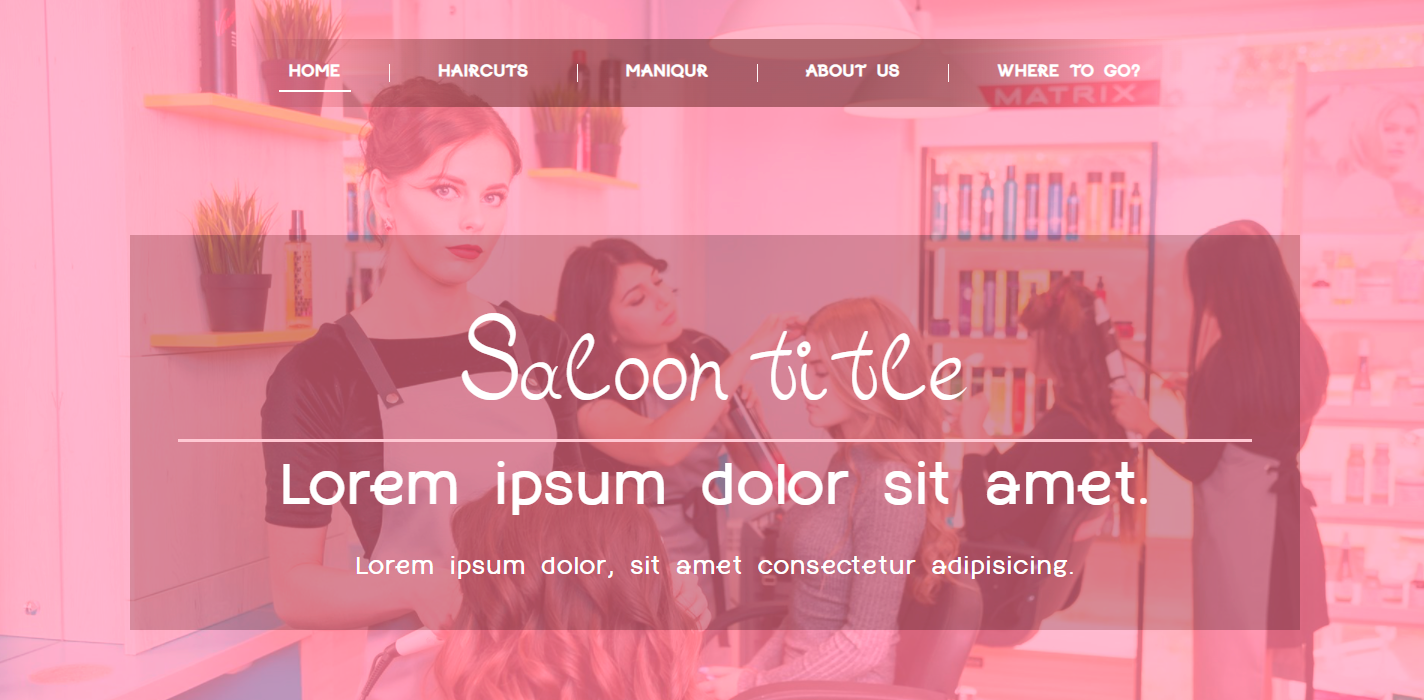 HOME HAIRCUTS MANIQUR ABOUT US WHERE TO GO?
MATRIX
Saloon title
Lorem ipsum dolor sit amet.
Lorem ipsum dolor, sit amet consectetur adipisicing.